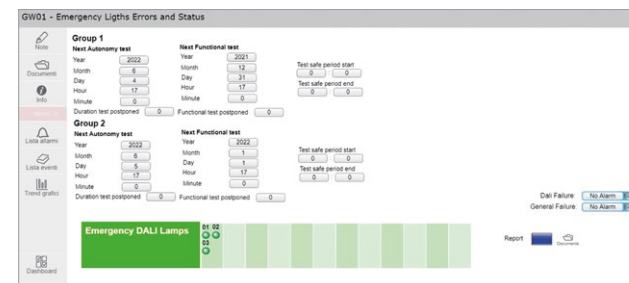 GW01 - Emergency Ligths Errors and Status
Note
Documenti
Info
Lista allarmi
Lista eventi
Trend grafici
Dashboard
Group 1
Next Autonomy test
Year 2022
Month 6
Day 4
Hour 17
Minute 0
Duration test postponed 0
Next Functional test
Year 2021
Month 12
Day 31
Hour 17
Minute 0
Functional test postponed 0
Test safe period start
0 0
Test safe period end
0 0
Group 2
Next Autonomy test
Year 2022
Month 6
Day 5
Hour 17
Minute 0
Duration test postponed 0
Next Functional test
Year 2022
Month 1
Day 1
Hour 17
Minute 0
Functional test postponed 0
Test safe period start
0 0
Test safe period end
0 0
Dali Failure: No Alarm
General Failure: No Alarm
Emergency DALI Lamps
01 02
03
Report
Documenti